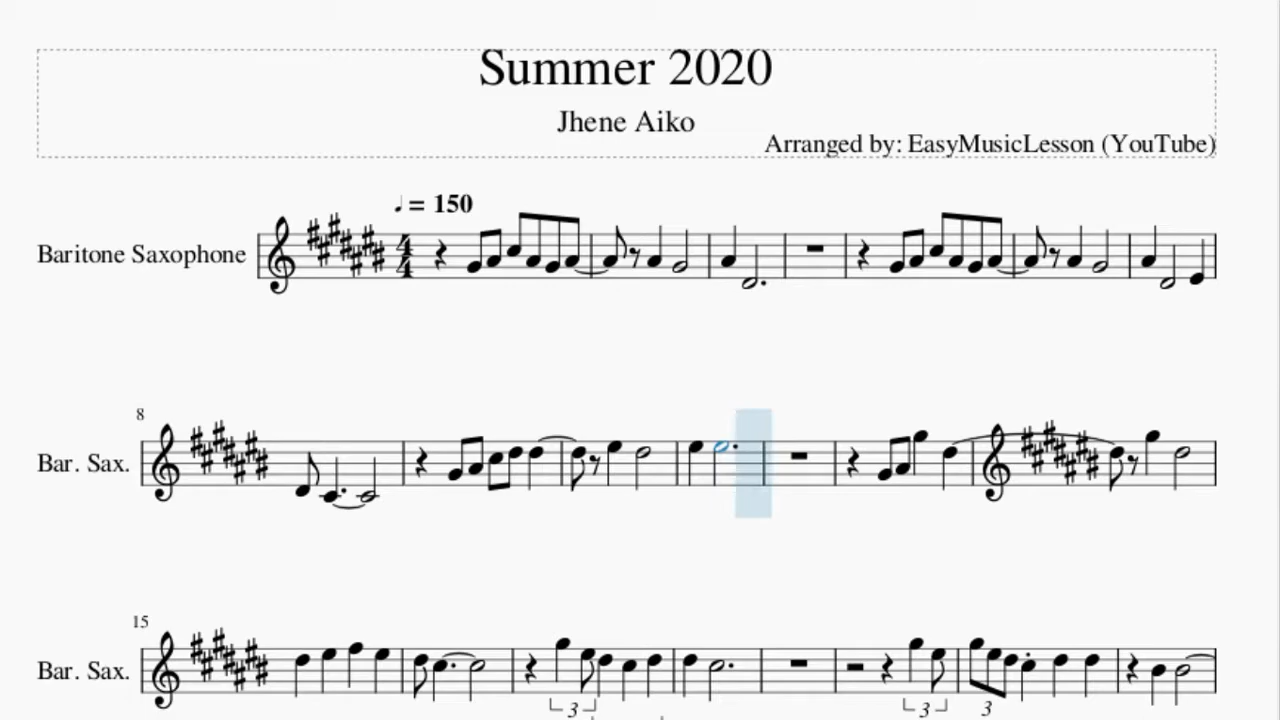 Summer 2020
Jhene Aiko
Arranged by: EasyMusicLesson (YouTube)
♩ = 150
Baritone Saxophone
4
4
8
Bar. Sax.
15
Bar. Sax.
3
3
3